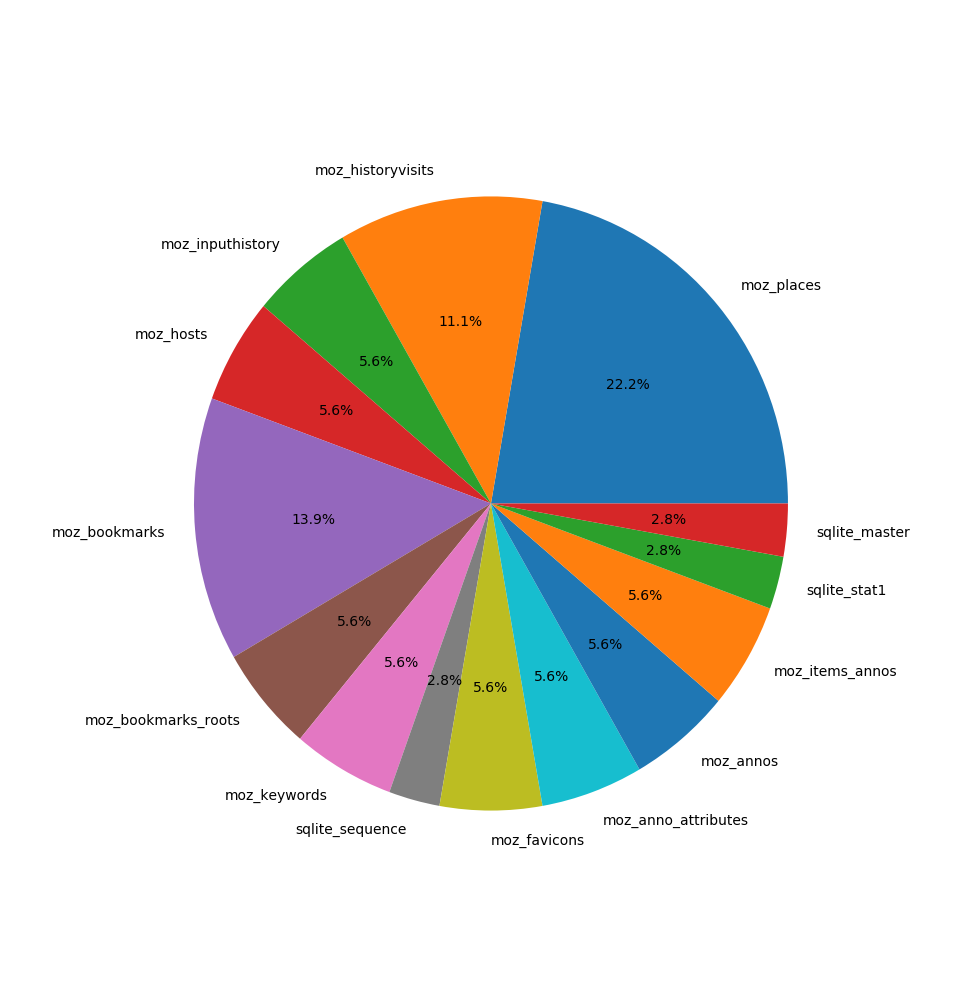 moz_historyvisits
moz_inputhistory
moz_places
moz_hosts
11.1%
5.6%
22.2%
5.6%
13.9%
2.8%
moz_bookmarks
sqlite_master
2.8%
sqlite_stat1
5.6%
5.6%
5.6%
5.6%
moz_items_annos
5.6%
2.8%
5.6%
moz_bookmarks_roots
moz_annos
moz_keywords
moz_anno_attributes
sqlite_sequence
moz_favicons